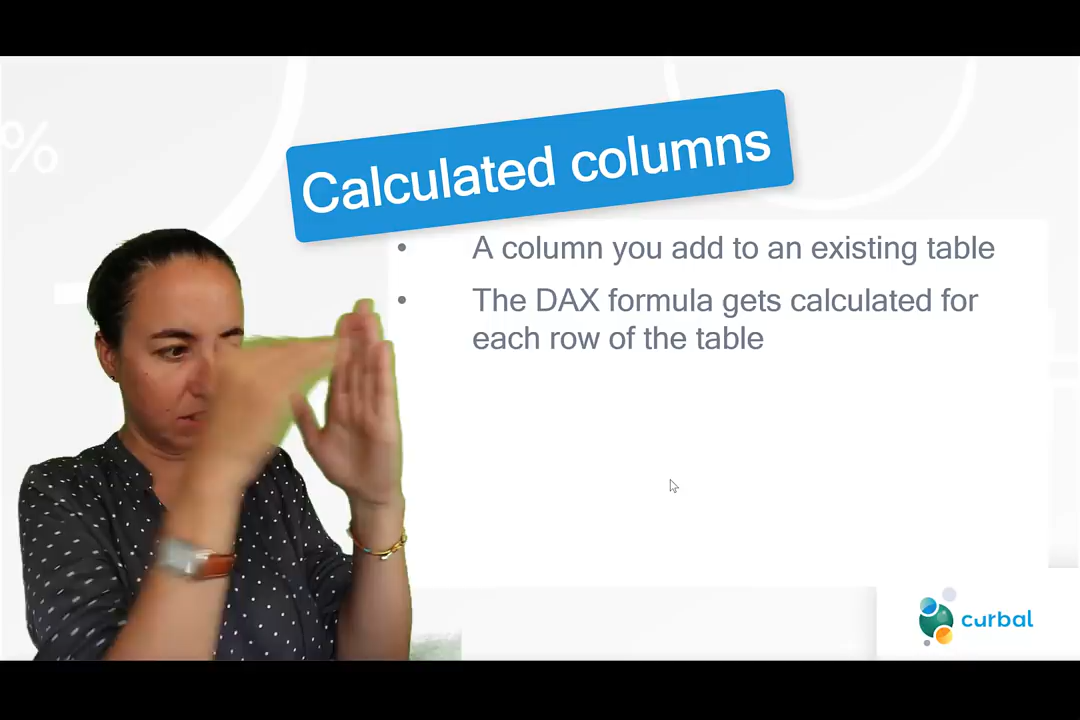 %
Calculated columns
• A column you add to an existing table
• The DAX formula gets calculated for
each row of the table
curbal